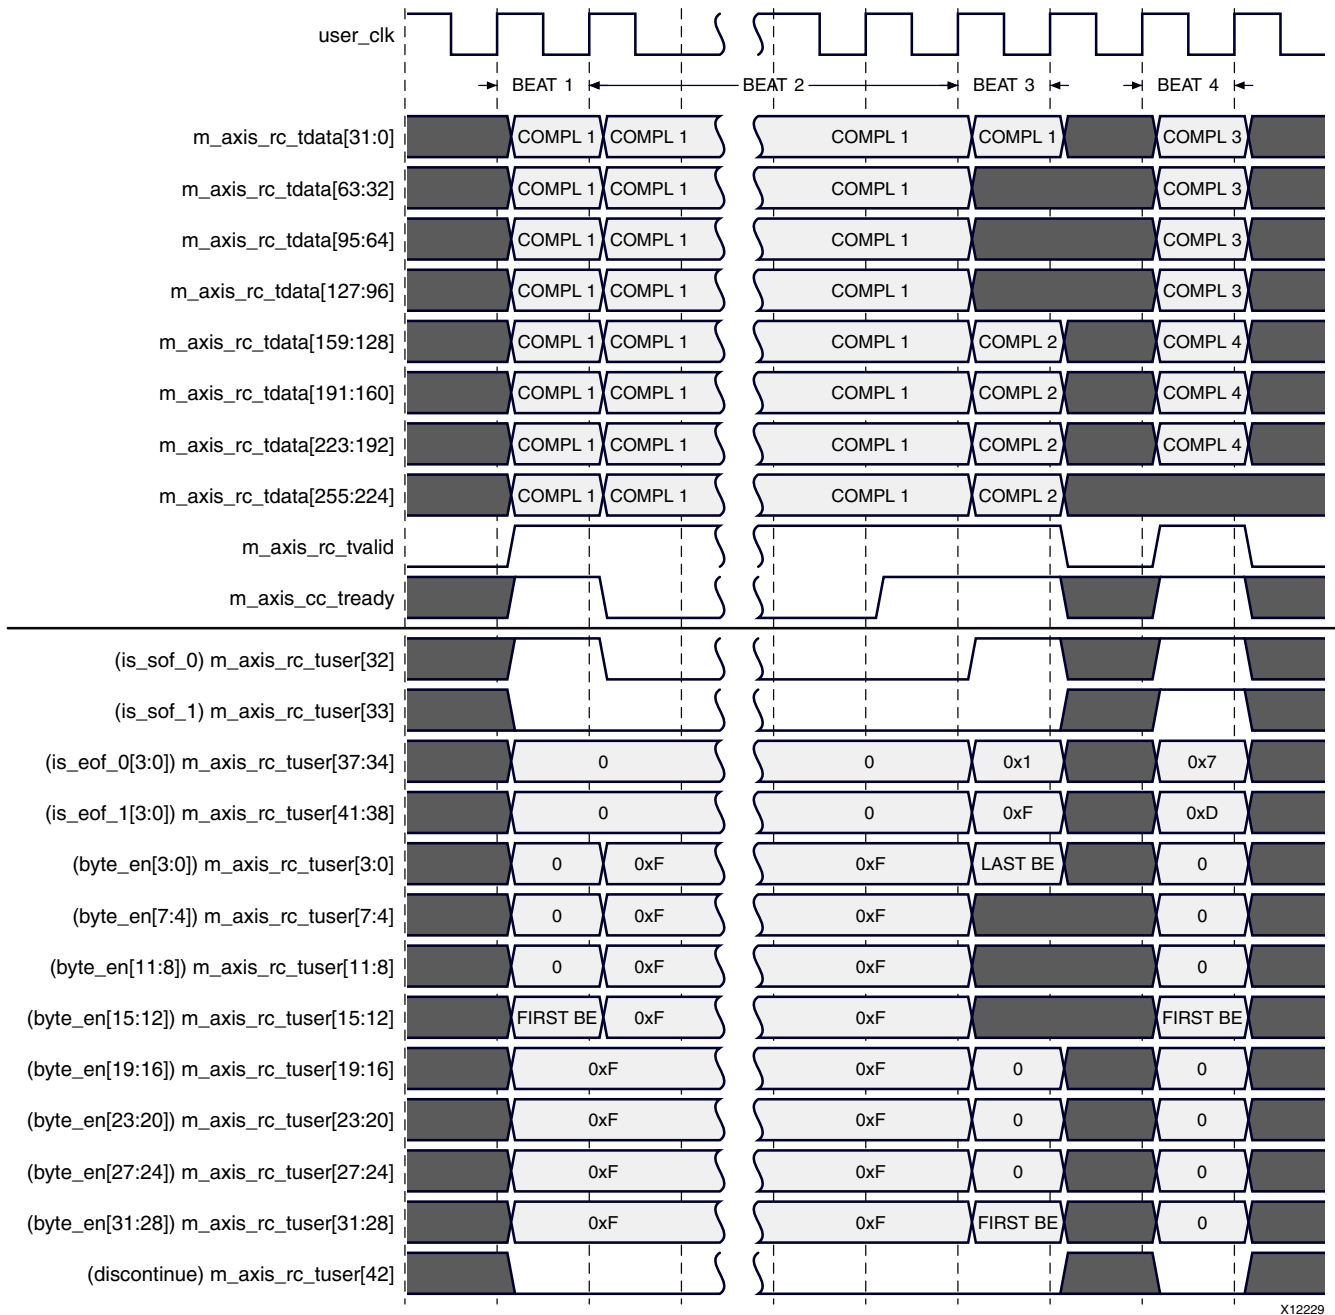 user_clk
BEAT 1 BEAT 2 BEAT 3 BEAT 4
m_axis_rc_tdata[31:0] COMPL 1 COMPL 1 COMPL 1 COMPL 1 COMPL 3
m_axis_rc_tdata[63:32] COMPL 1 COMPL 1 COMPL 1 COMPL 3
m_axis_rc_tdata[95:64] COMPL 1 COMPL 1 COMPL 1 COMPL 3
m_axis_rc_tdata[127:96] COMPL 1 COMPL 1 COMPL 1 COMPL 3
m_axis_rc_tdata[159:128] COMPL 1 COMPL 1 COMPL 1 COMPL 2 COMPL 4
m_axis_rc_tdata[191:160] COMPL 1 COMPL 1 COMPL 1 COMPL 2 COMPL 4
m_axis_rc_tdata[223:192] COMPL 1 COMPL 1 COMPL 1 COMPL 2 COMPL 4
m_axis_rc_tdata[255:224] COMPL 1 COMPL 1 COMPL 1 COMPL 2
m_axis_rc_tvalid
m_axis_cc_tready
(is_sof_0) m_axis_rc_tuser[32]
(is_sof_1) m_axis_rc_tuser[33]
(is_eof_0[3:0]) m_axis_rc_tuser[37:34] 0 0 0x1 0x7
(is_eof_1[3:0]) m_axis_rc_tuser[41:38] 0 0 0xF 0xD
(byte_en[3:0]) m_axis_rc_tuser[3:0] 0 0xF 0xF LAST BE 0
(byte_en[7:4]) m_axis_rc_tuser[7:4] 0 0xF 0xF 0
(byte_en[11:8]) m_axis_rc_tuser[11:8] 0 0xF 0xF 0
(byte_en[15:12]) m_axis_rc_tuser[15:12] FIRST BE 0xF 0xF FIRST BE
(byte_en[19:16]) m_axis_rc_tuser[19:16] 0xF 0xF 0 0
(byte_en[23:20]) m_axis_rc_tuser[23:20] 0xF 0xF 0 0
(byte_en[27:24]) m_axis_rc_tuser[27:24] 0xF 0xF 0 0
(byte_en[31:28]) m_axis_rc_tuser[31:28] 0xF 0xF FIRST BE 0
(discontinue) m_axis_rc_tuser[42]
X12229